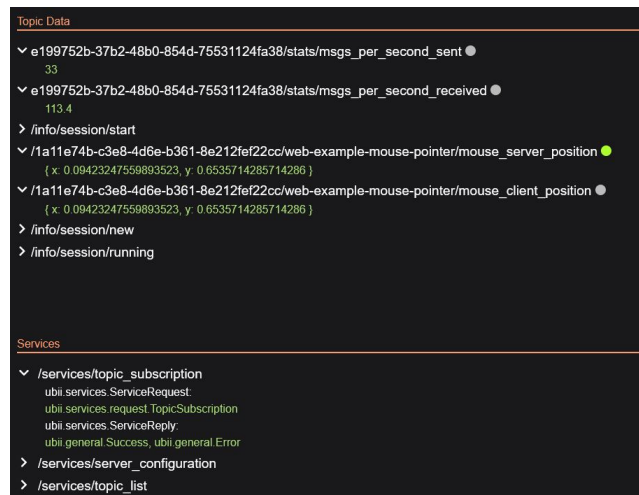 Topic Data
e199752b-37b2-48b0-854d-75531124fa38/stats/msgs_per_second_sent
33
e199752b-37b2-48b0-854d-75531124fa38/stats/msgs_per_second_received
113.4
/info/session/start
/1a11e74b-c3e8-4d6e-b361-8e212fef22cc/web-example-mouse-pointer/mouse_server_position
{ x: 0.09423247559893523, y: 0.6535714285714286 }
/1a11e74b-c3e8-4d6e-b361-8e212fef22cc/web-example-mouse-pointer/mouse_client_position
{ x: 0.09423247559893523, y: 0.6535714285714286 }
/info/session/new
/info/session/running
Services
/services/topic_subscription
ubii.services.ServiceRequest:
ubii.services.request.TopicSubscription
ubii.services.ServiceReply:
ubii.general.Success, ubii.general.Error
/services/server_configuration
/services/topic_list